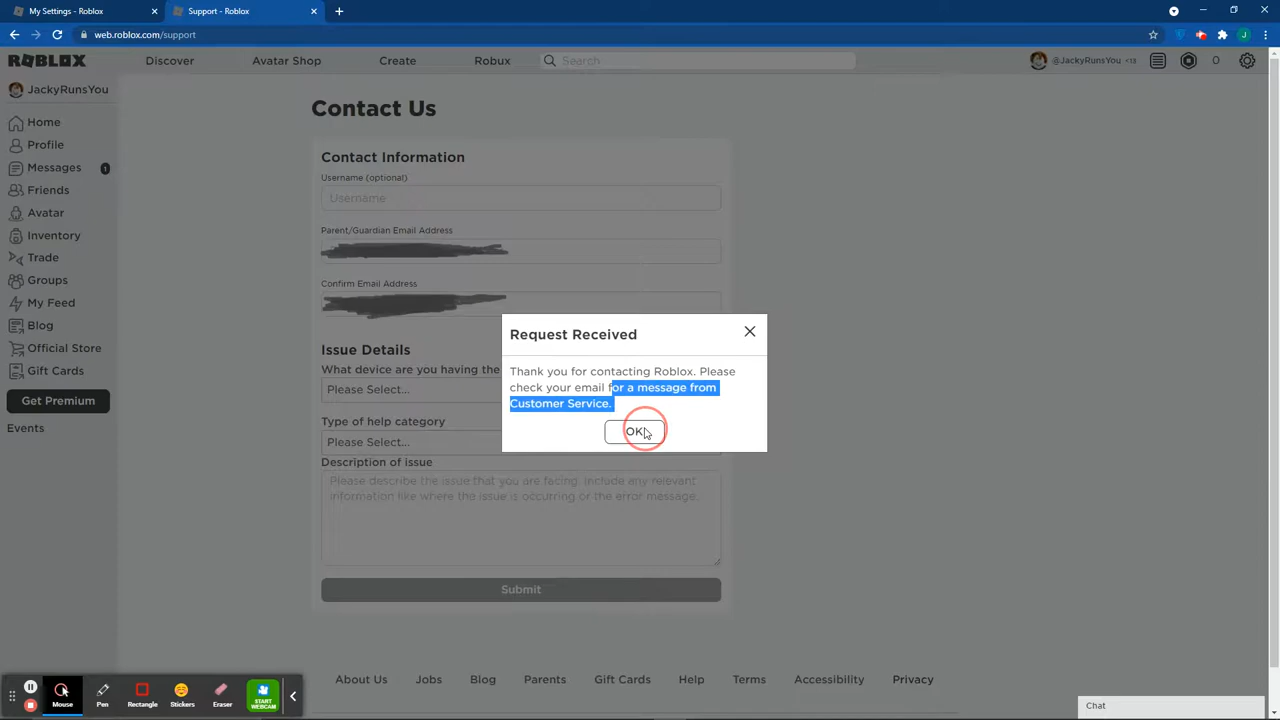 My Settings - Roblox
Support - Roblox
web.roblox.com/support
J
ROBLOX
Discover
Avatar Shop
Create
Robux
Search
@JackyRunsYou <13
0
JackyRunsYou
Home
Profile
Messages
1
Friends
Avatar
Inventory
Trade
Groups
My Feed
Blog
Official Store
Gift Cards
Get Premium
Events
Contact Us
Contact Information
Username (optional)
Username
Parent/Guardian Email Address
Confirm Email Address
Issue Details
What device are you having the
Please Select...
Type of help category
Please Select...
Description of issue
Please describe the issue that you are facing. Include any relevant
information like where the issue is occurring or the error message.
Submit
Request Received
Thank you for contacting Roblox. Please
check your email for a message from
Customer Service.
OK
About Us
Jobs
Blog
Parents
Gift Cards
Help
Terms
Accessibility
Privacy
Chat
Mouse
Pen
Rectangle
Stickers
Eraser
START
WEBCAM